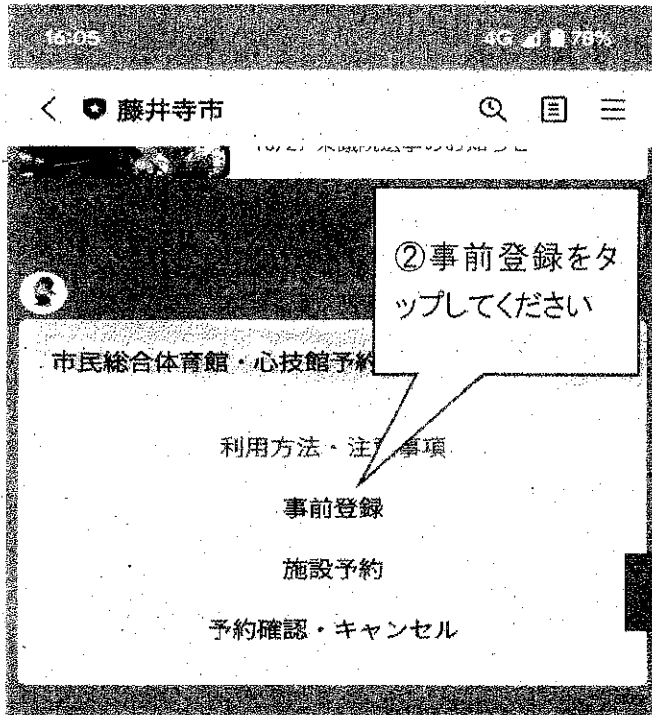 16:05 4G 78%
藤井寺市
②事前登録をタ
ップしてください
市民総合体育館・心技館予約
利用方法・注意事項
事前登録
施設予約
予約確認・キャンセル